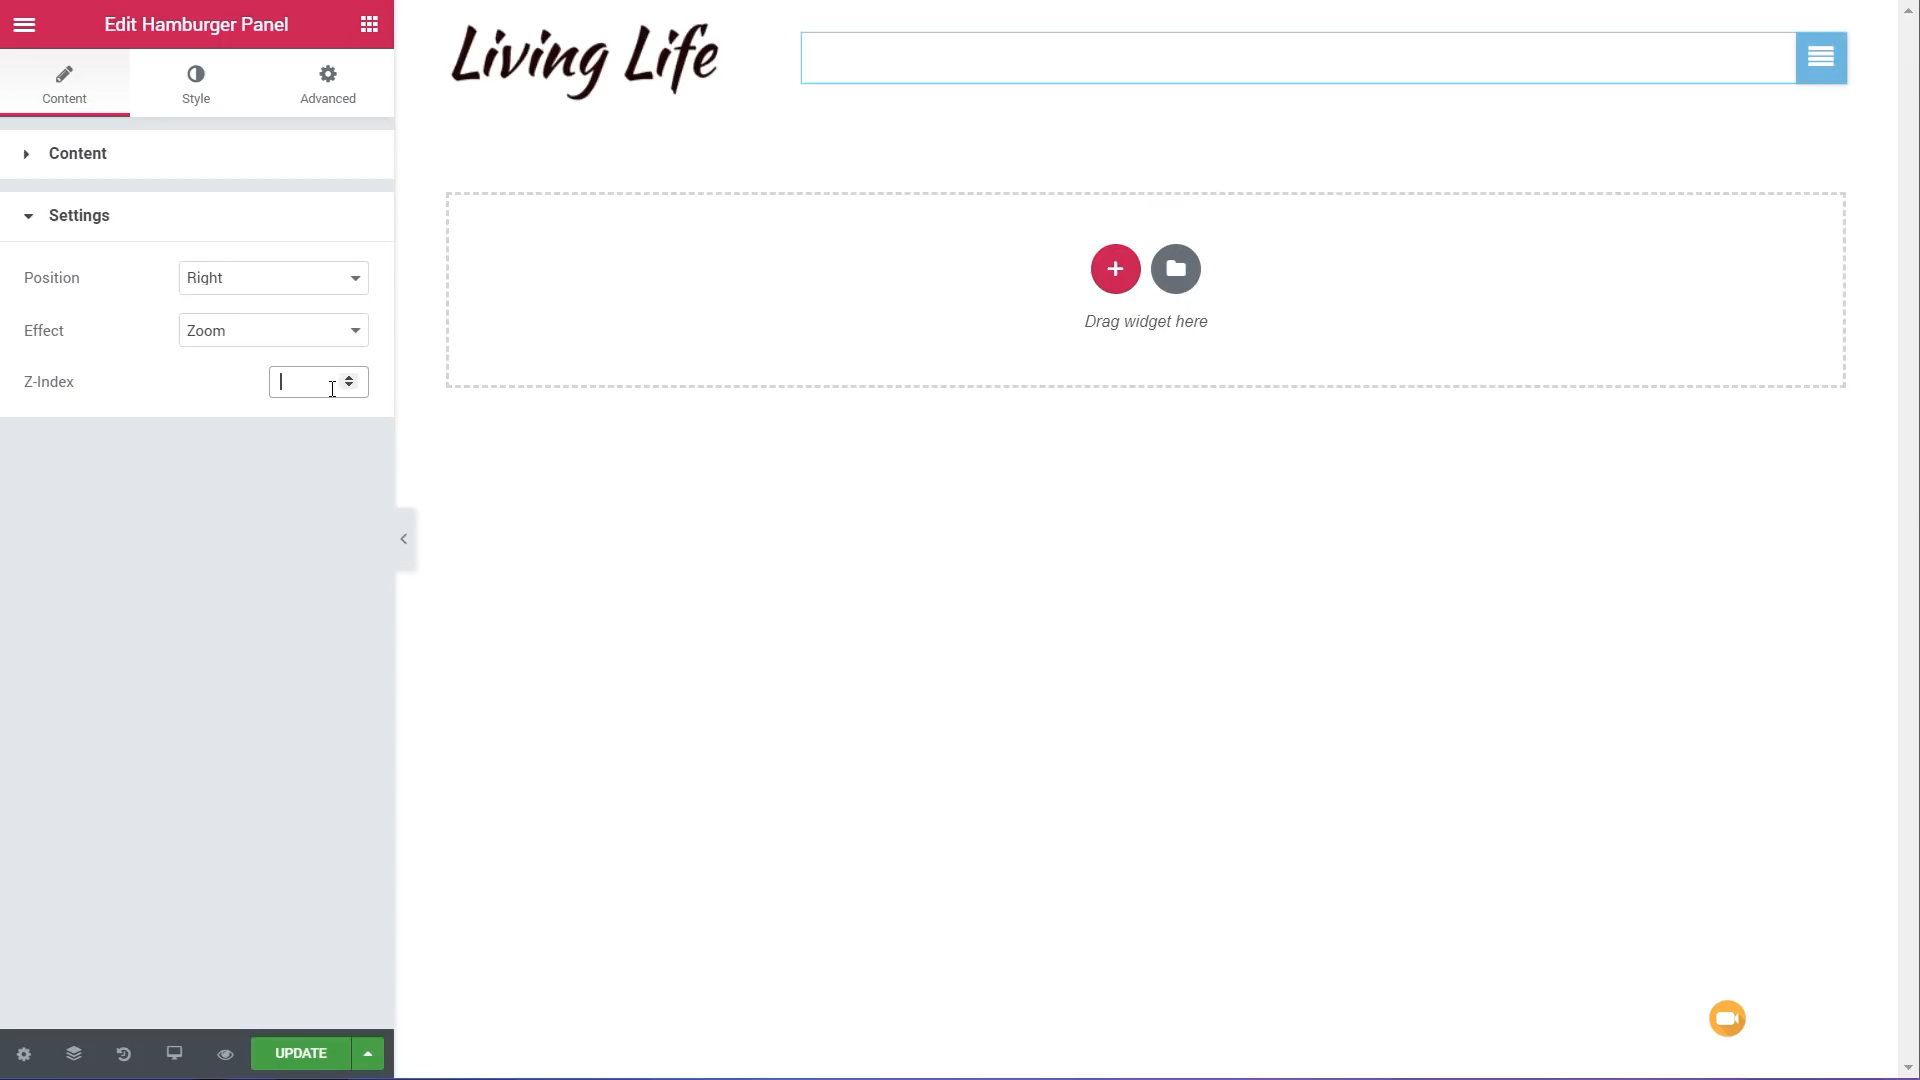 Edit Hamburger Panel
Content
Style
Advanced
Content
Settings
Position
Right
Effect
Zoom
Z-Index
UPDATE
Living Life
Drag widget here